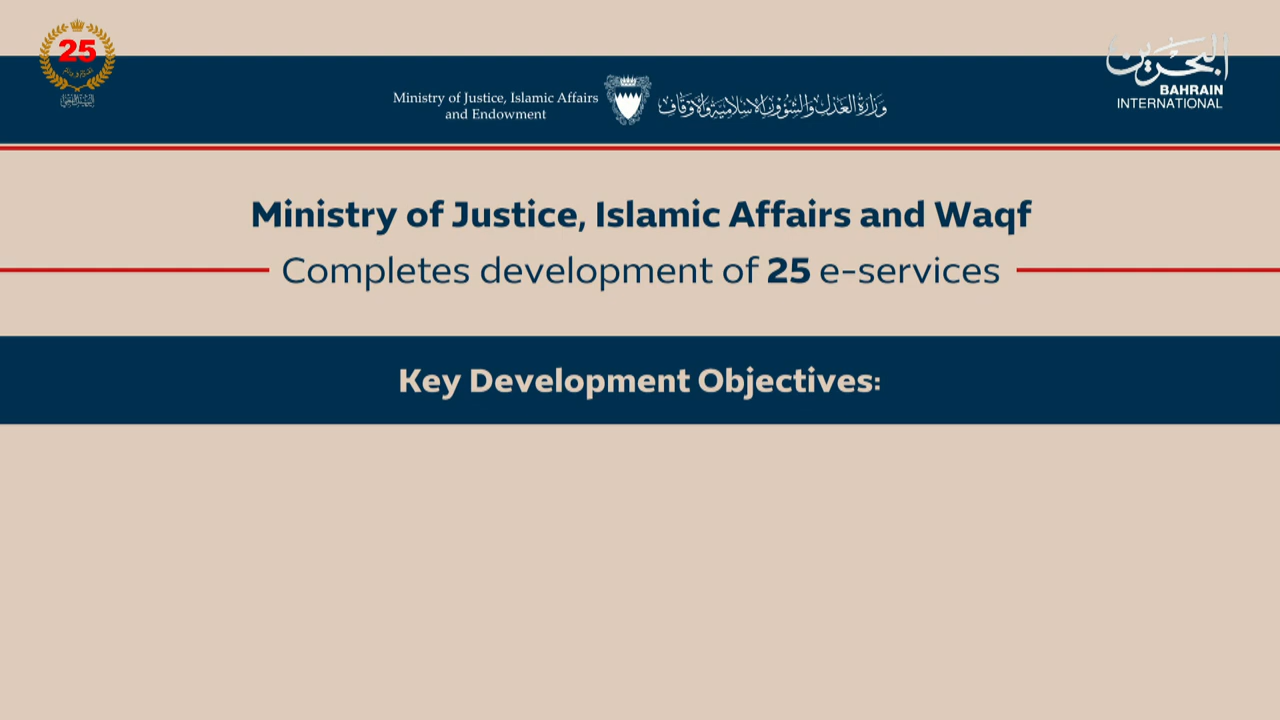 25
البحرين
BAHRAIN
INTERNATIONAL
Ministry of Justice, Islamic Affairs
and Endowment
وزارة العدل والشؤون الإسلامية والأوقاف
Ministry of Justice, Islamic Affairs and Waqf
Completes development of 25 e-services
Key Development Objectives: